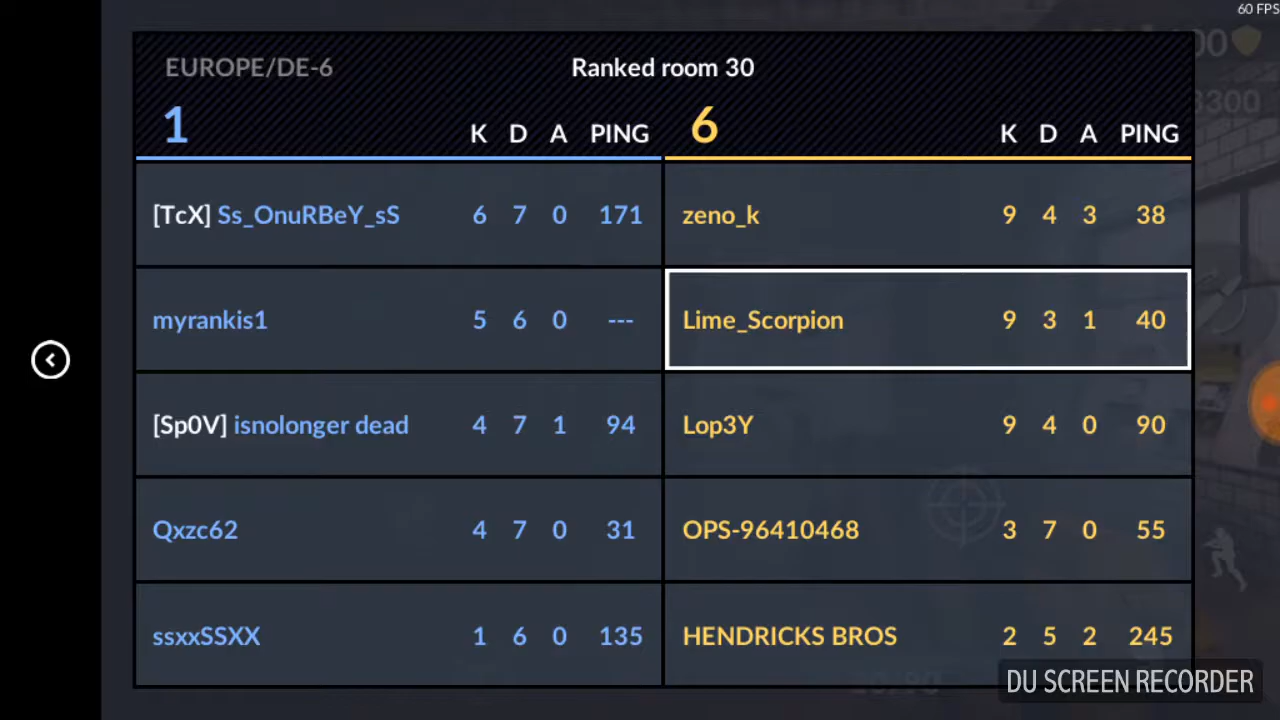 60 FPS
EUROPE/DE-6 Ranked room 30
1 K D A PING 6 K D A PING
[TcX] Ss_OnuRBeY_sS 6 7 0 171 zeno_k 9 4 3 38
myrankis1 5 6 0 --- Lime_Scorpion 9 3 1 40
[Sp0V] isnolonger dead 4 7 1 94 Lop3Y 9 4 0 90
Qxzc62 4 7 0 31 OPS-96410468 3 7 0 55
ssxxSSXX 1 6 0 135 HENDRICKS BROS 2 5 2 245
DU SCREEN RECORDER